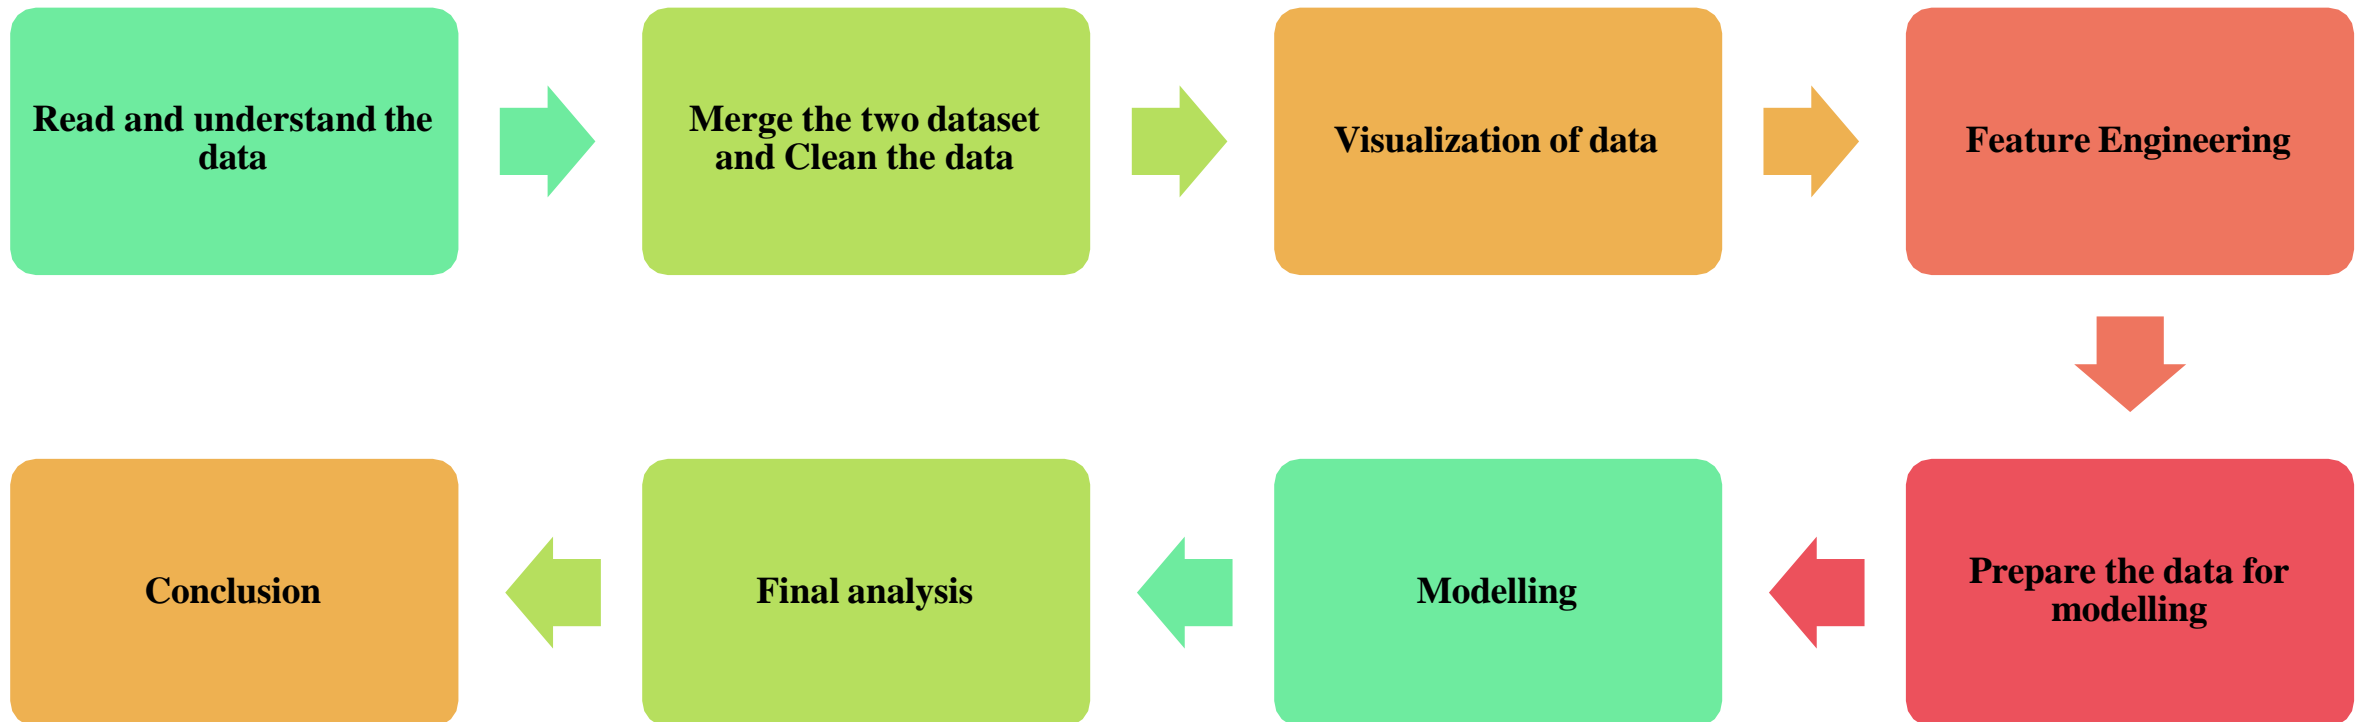 Read and understand the
data
Merge the two dataset
and Clean the data
Visualization of data
Feature Engineering
Prepare the data for
modelling
Modelling
Final analysis
Conclusion